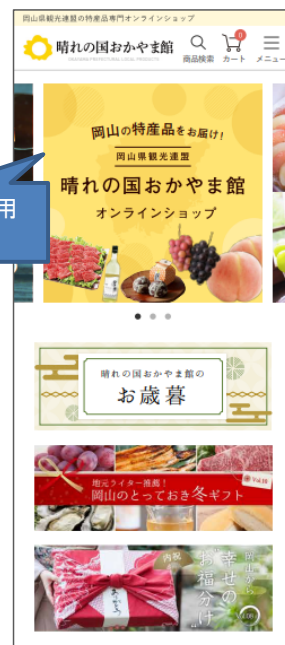 岡山県観光連盟の特産品専門オンラインショップ
晴れの国おかやま館
商品検索
0
カート
メニュー
用
岡山の特産品をお届け!
岡山県観光連盟
晴れの国おかやま館
オンラインショップ
晴れの国おかやま館の
お歳暮
地元ライター推薦!
岡山のとっておき冬ギフト
岡山から
幸せの
お福分け
内祝